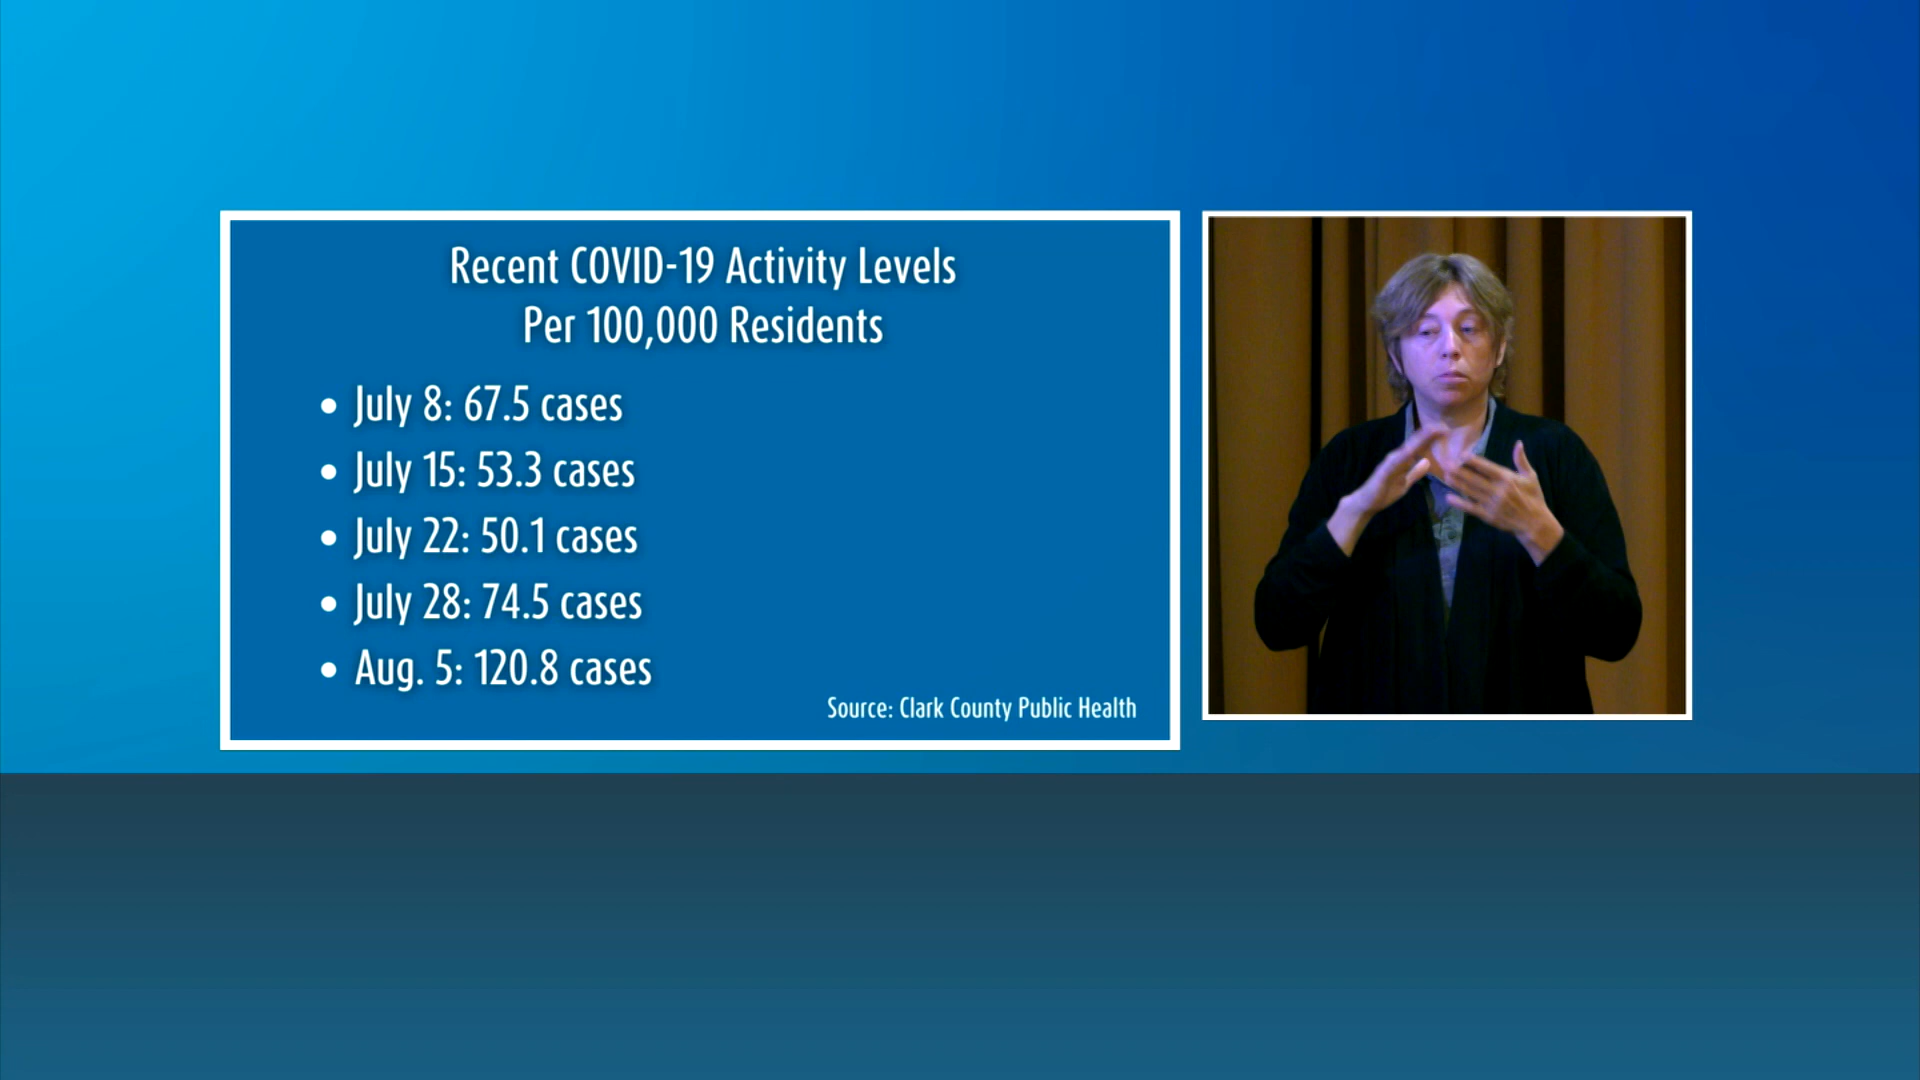 Recent COVID-19 Activity Levels
Per 100,000 Residents
• July 8: 67.5 cases
• July 15: 53.3 cases
• July 22: 50.1 cases
• July 28: 74.5 cases
• Aug. 5: 120.8 cases
Source: Clark County Public Health